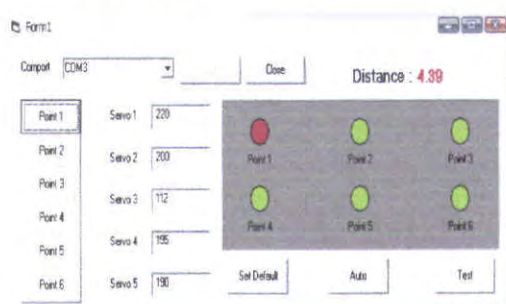 Form1
Comport COM3 Close Distance : 4.39
Point 1 Servo 1 220
Point 2 Servo 2 200
Point 3 Servo 3 112
Point 4 Servo 4 195
Point 5 Servo 5 190
Point 6
Point 1 Point 2 Point 3
Point 4 Point 5 Point 6
Set Default Auto Test